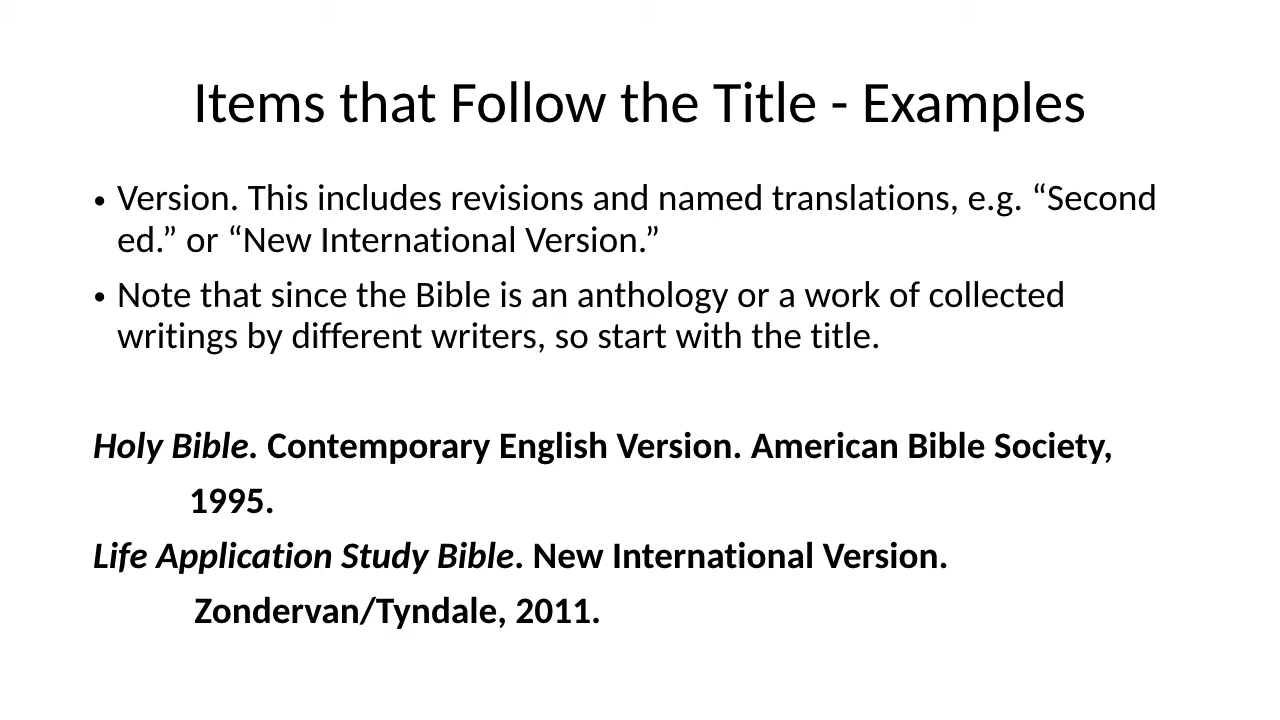 Items that Follow the Title - Examples
• Version. This includes revisions and named translations, e.g. “Second
ed.” or “New International Version.”
• Note that since the Bible is an anthology or a work of collected
writings by different writers, so start with the title.
Holy Bible. Contemporary English Version. American Bible Society,
1995.
Life Application Study Bible. New International Version.
Zondervan/Tyndale, 2011.